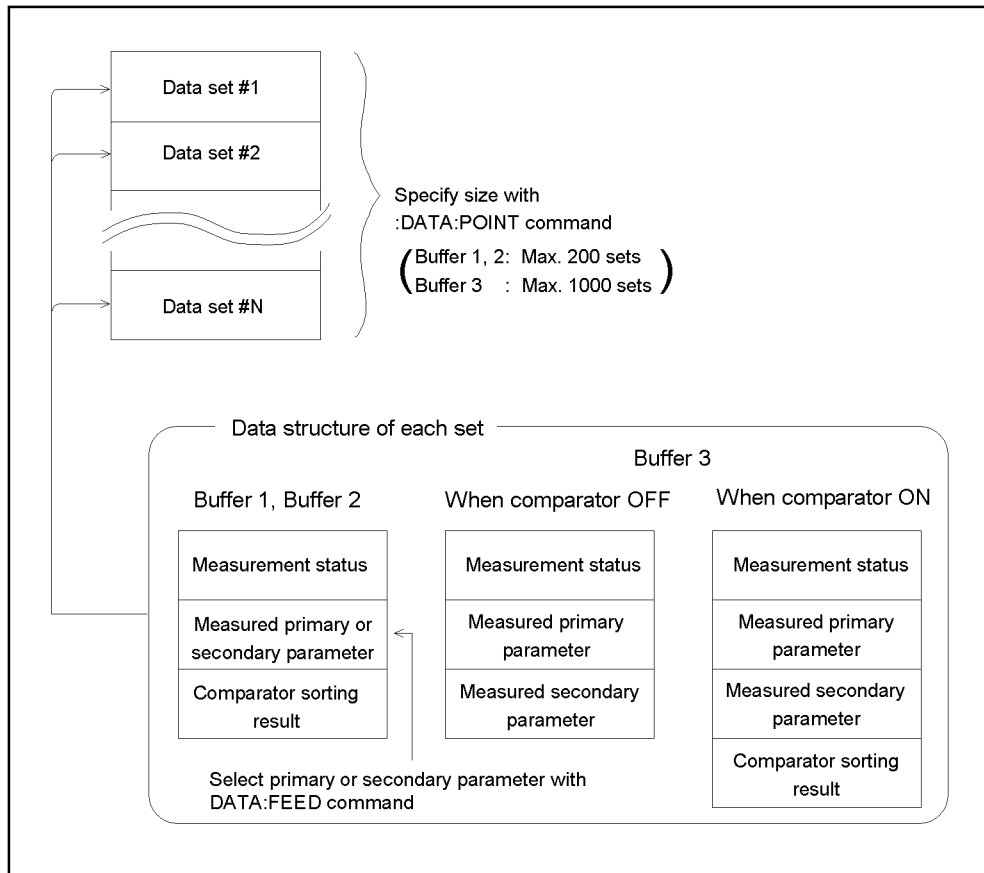 Data set #1
Data set #2
Specify size with
:DATA:POINT command
(Buffer 1, 2: Max. 200 sets
Buffer 3 : Max. 1000 sets)
Data set #N
Data structure of each set
Buffer 3
Buffer 1, Buffer 2
When comparator OFF
When comparator ON
Measurement status
Measured primary or
secondary parameter
Comparator sorting
result
Measurement status
Measured primary
parameter
Measured secondary
parameter
Measurement status
Measured primary
parameter
Measured secondary
parameter
Comparator sorting
result
Select primary or secondary parameter with
DATA:FEED command